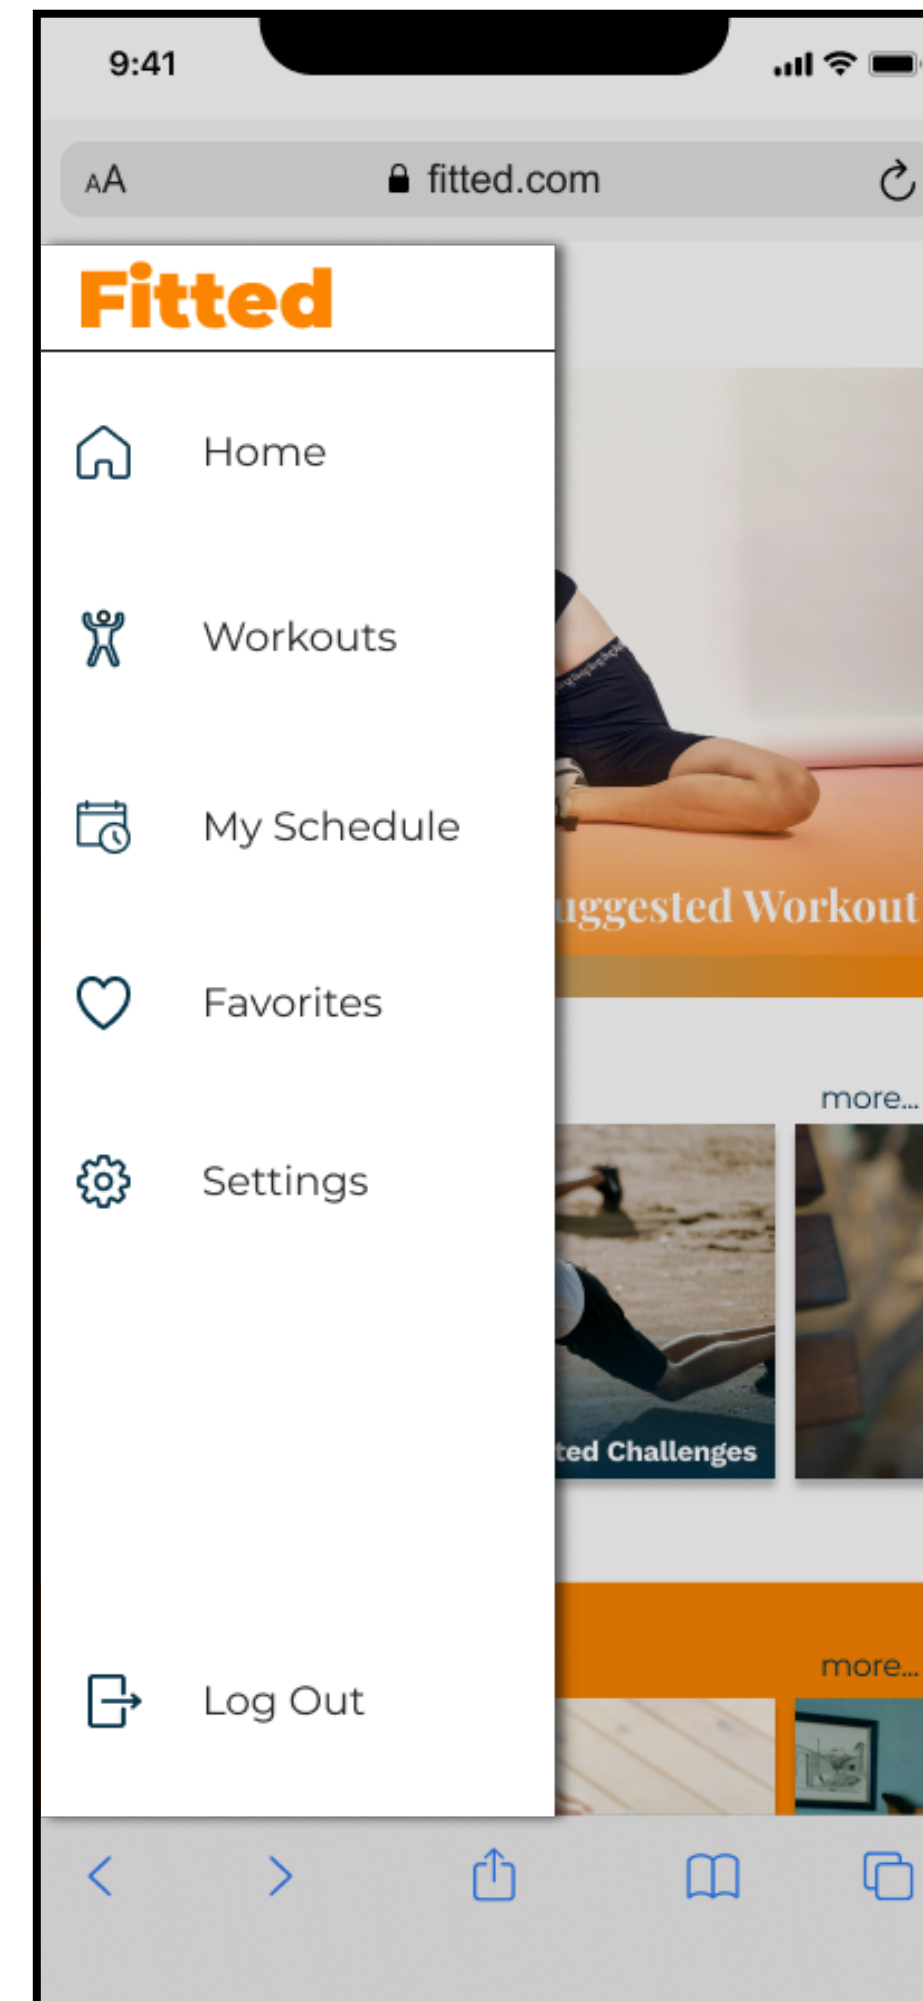 9:41
AA
fitted.com
Fitted
Home
Workouts
My Schedule
uggested Workout
Favorites
more...
Settings
ted Challenges
more...
Log Out